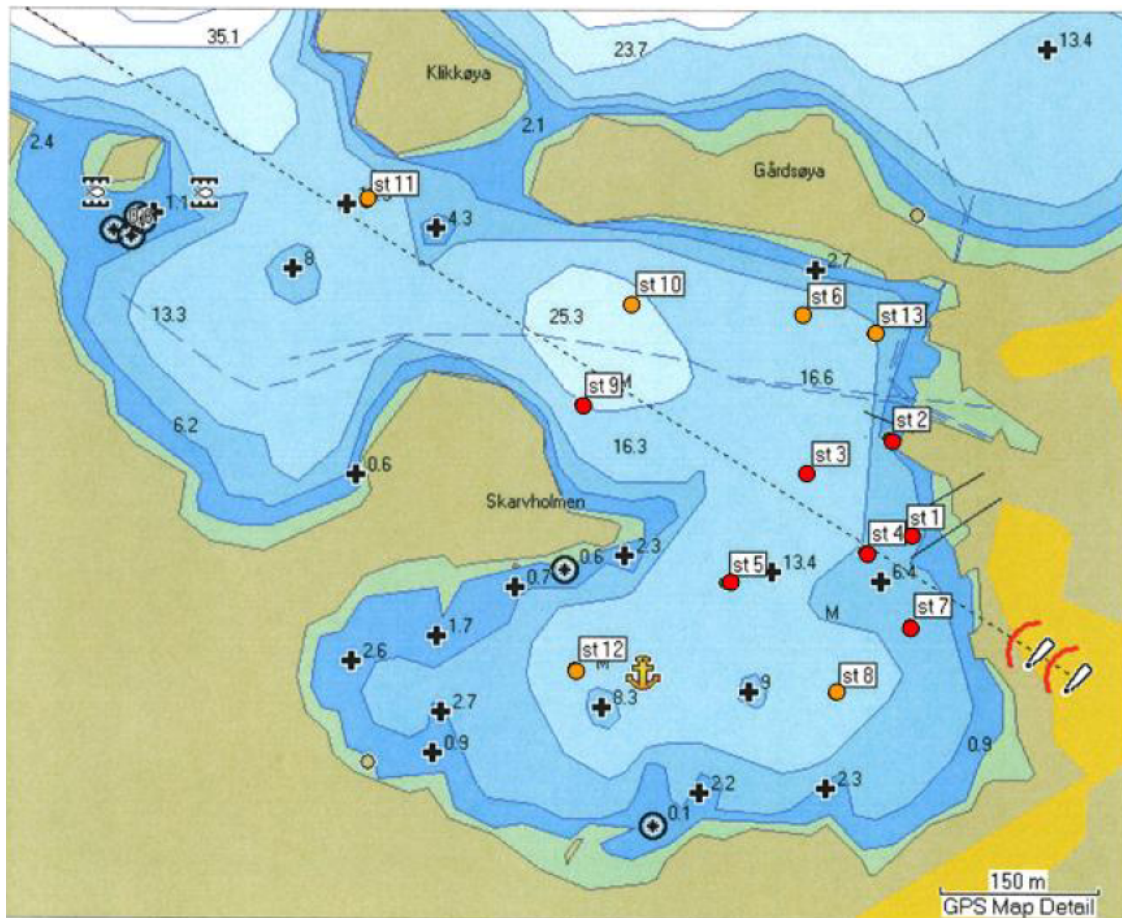 35.1
23.7
13.4
Klikkøya
2.4
2.1
Gårdsøya
1.1
st 11
4.3
8
2.7
st 10
st 6
13.3
25.3
st 13
16.6
st 9
M
6.2
st 2
16.3
st 3
0.6
Skarvholmen
st 1
st 4
2.3
0.6
13.4
0.7
st 5
6.4
M
st 7
1.7
2.6
st 12
M
9
8.3
st 8
2.7
0.9
0.9
2.2
2.3
0.1
150 m
GPS Map Detail